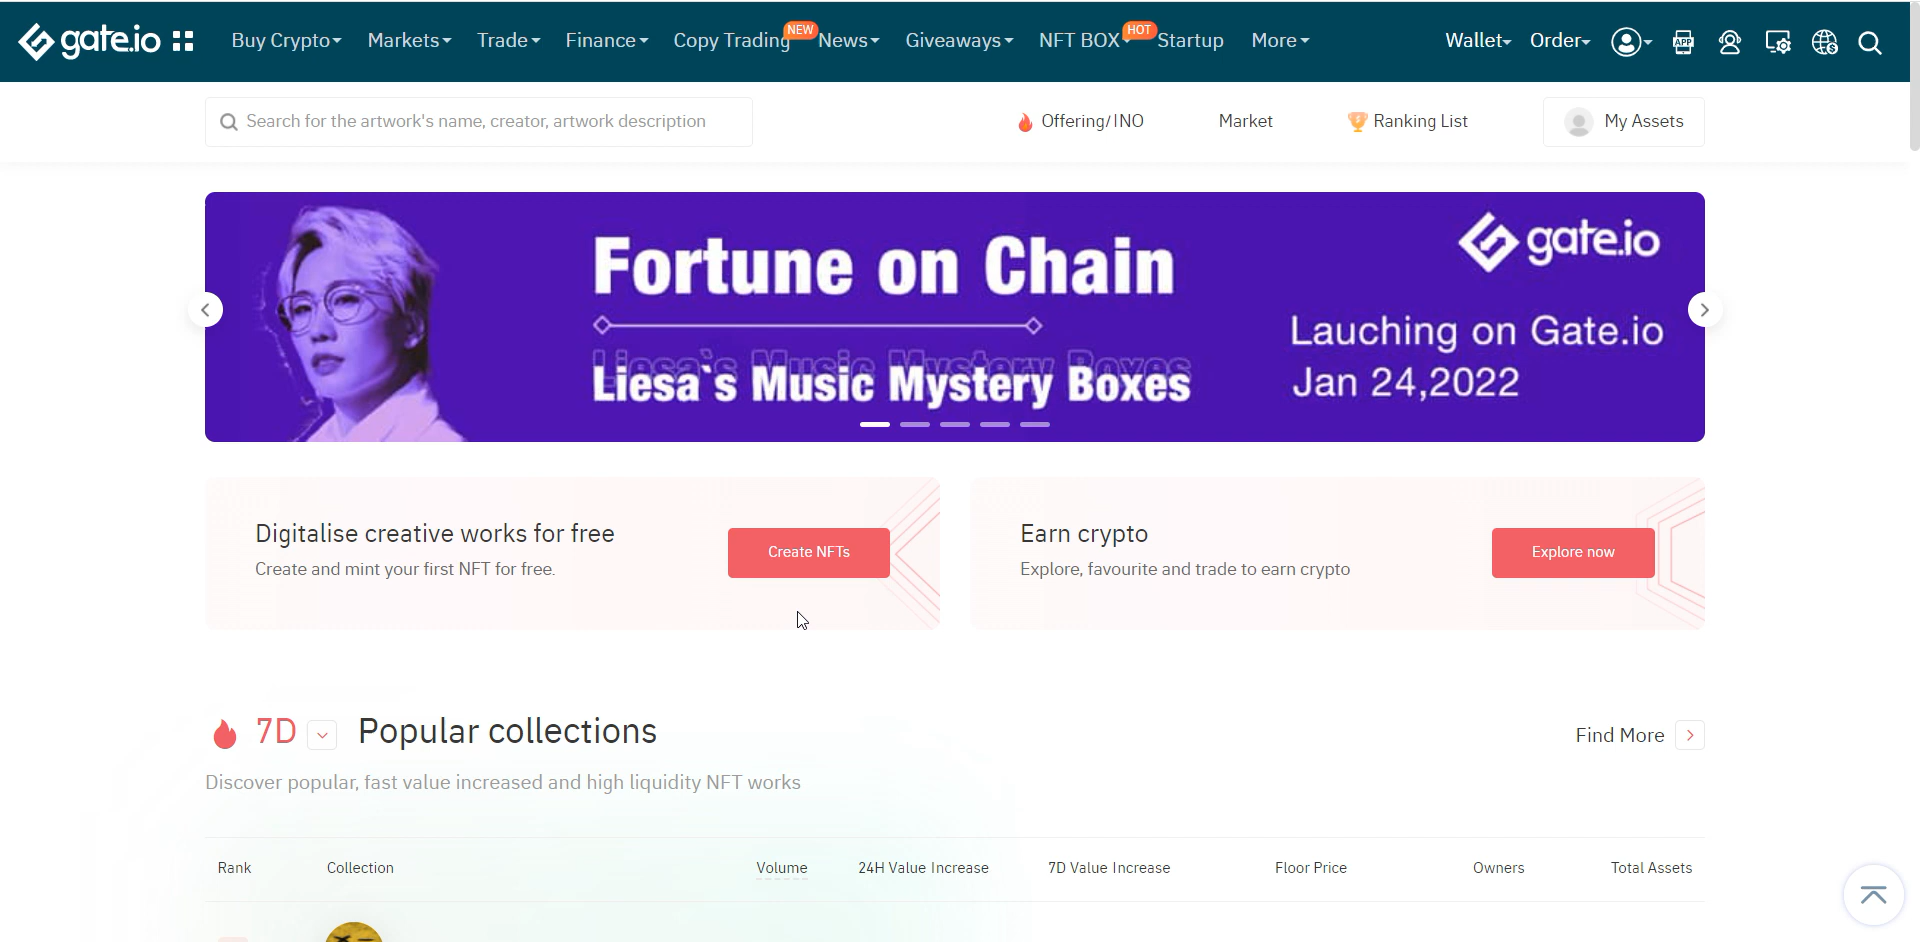 gate.io Buy Crypto Markets Trade Finance Copy Trading NEW News Giveaways NFT BOX HOT Startup More Wallet Order APP
Search for the artwork's name, creator, artwork description Offering/INO Market Ranking List My Assets
Fortune on Chain
gate.io
Liesa`s Music Mystery Boxes
Lauching on Gate.io
Jan 24,2022
Digitalise creative works for free
Create and mint your first NFT for free.
Create NFTs
Earn crypto
Explore, favourite and trade to earn crypto
Explore now
7D Popular collections
Find More
Discover popular, fast value increased and high liquidity NFT works
Rank Collection Volume 24H Value Increase 7D Value Increase Floor Price Owners Total Assets